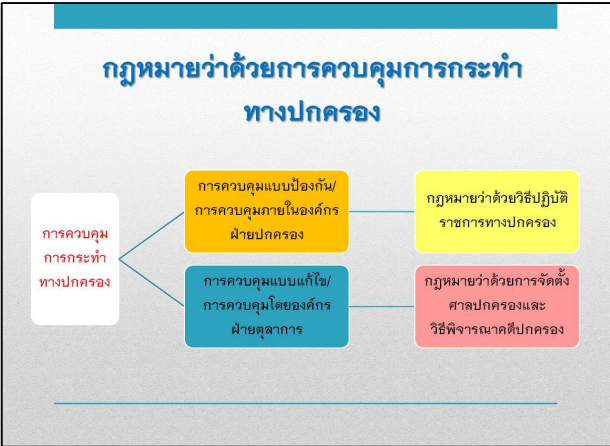 กฎหมายว่าด้วยการควบคุมการกระทำ
ทางปกครอง
การควบคุม
การกระทำ
ทางปกครอง
การควบคุมแบบป้องกัน/
การควบคุมภายในองค์กร
ฝ่ายปกครอง
กฎหมายว่าด้วยวิธีปฏิบัติ
ราชการทางปกครอง
การควบคุมแบบแก้ไข/
การควบคุมโดยองค์กร
ฝ่ายตุลาการ
กฎหมายว่าด้วยการจัดตั้ง
ศาลปกครองและ
วิธีพิจารณาคดีปกครอง